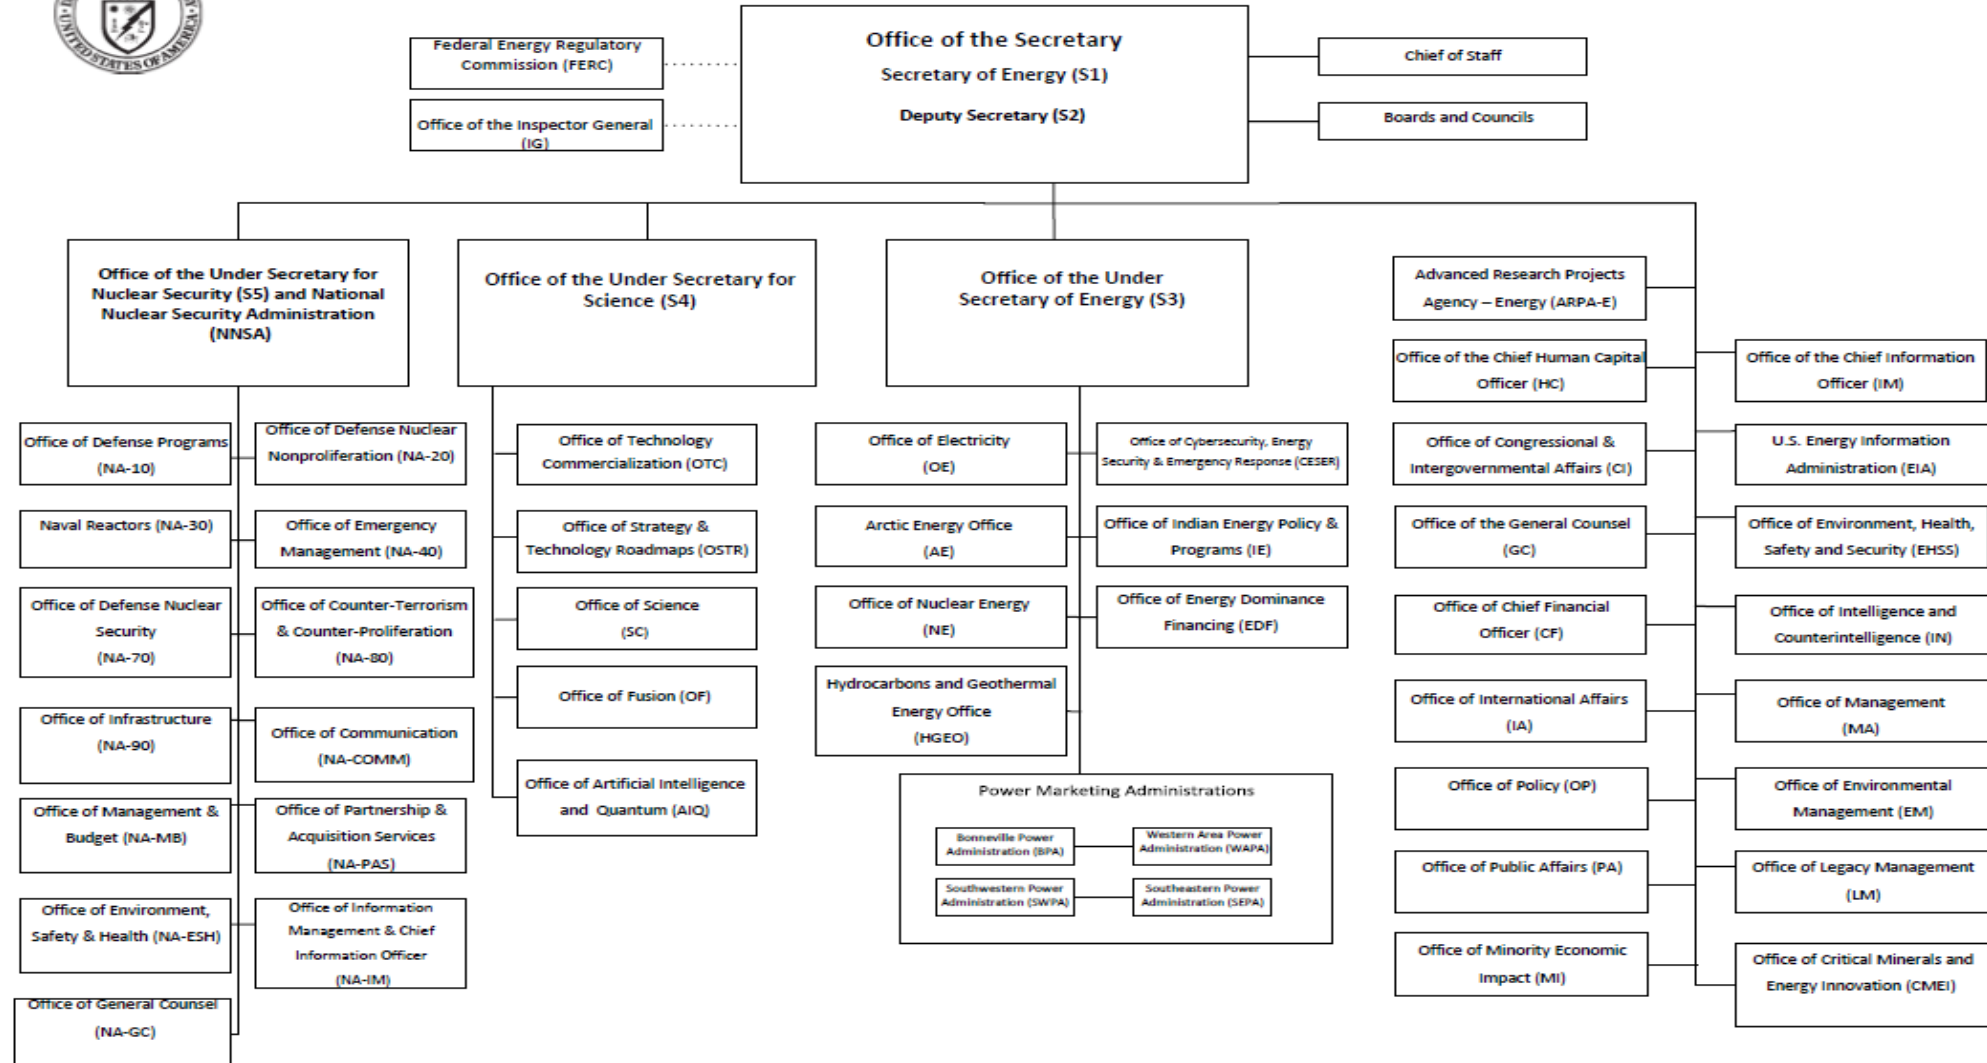 UNITED STATES OF AMERICA
Federal Energy Regulatory
Commission (FERC)
Office of the Inspector General
(IG)
Office of the Secretary
Secretary of Energy (S1)
Deputy Secretary (S2)
Chief of Staff
Boards and Councils
Office of the Under Secretary for
Nuclear Security (S5) and National
Nuclear Security Administration
(NNSA)
Office of the Under Secretary for
Science (S4)
Office of the Under
Secretary of Energy (S3)
Office of Defense Programs
(NA-10)
Office of Defense Nuclear
Nonproliferation (NA-20)
Naval Reactors (NA-30)
Office of Emergency
Management (NA-40)
Office of Defense Nuclear
Security
(NA-70)
Office of Counter-Terrorism
& Counter-Proliferation
(NA-80)
Office of Infrastructure
(NA-90)
Office of Communication
(NA-COMM)
Office of Management &
Budget (NA-MB)
Office of Partnership &
Acquisition Services
(NA-PAS)
Office of Environment,
Safety & Health (NA-ESH)
Office of Information
Management & Chief
Information Officer
(NA-IM)
Office of General Counsel
(NA-GC)
Office of Technology
Commercialization (OTC)
Office of Strategy &
Technology Roadmaps (OSTR)
Office of Science
(SC)
Office of Fusion (OF)
Office of Artificial Intelligence
and Quantum (AIQ)
Office of Electricity
(OE)
Office of Cybersecurity, Energy
Security & Emergency Response (CESER)
Arctic Energy Office
(AE)
Office of Indian Energy Policy &
Programs (IE)
Office of Nuclear Energy
(NE)
Office of Energy Dominance
Financing (EDF)
Hydrocarbons and Geothermal
Energy Office
(HGEO)
Power Marketing Administrations
Bonneville Power
Administration (BPA)
Western Area Power
Administration (WAPA)
Southwestern Power
Administration (SWPA)
Southeastern Power
Administration (SEPA)
Advanced Research Projects
Agency – Energy (ARPA-E)
Office of the Chief Human Capital
Officer (HC)
Office of the Chief Information
Officer (IM)
Office of Congressional &
Intergovernmental Affairs (CI)
U.S. Energy Information
Administration (EIA)
Office of the General Counsel
(GC)
Office of Environment, Health,
Safety and Security (EHSS)
Office of Chief Financial
Officer (CF)
Office of Intelligence and
Counterintelligence (IN)
Office of International Affairs
(IA)
Office of Management
(MA)
Office of Policy (OP)
Office of Environmental
Management (EM)
Office of Public Affairs (PA)
Office of Legacy Management
(LM)
Office of Minority Economic
Impact (MI)
Office of Critical Minerals and
Energy Innovation (CMEI)